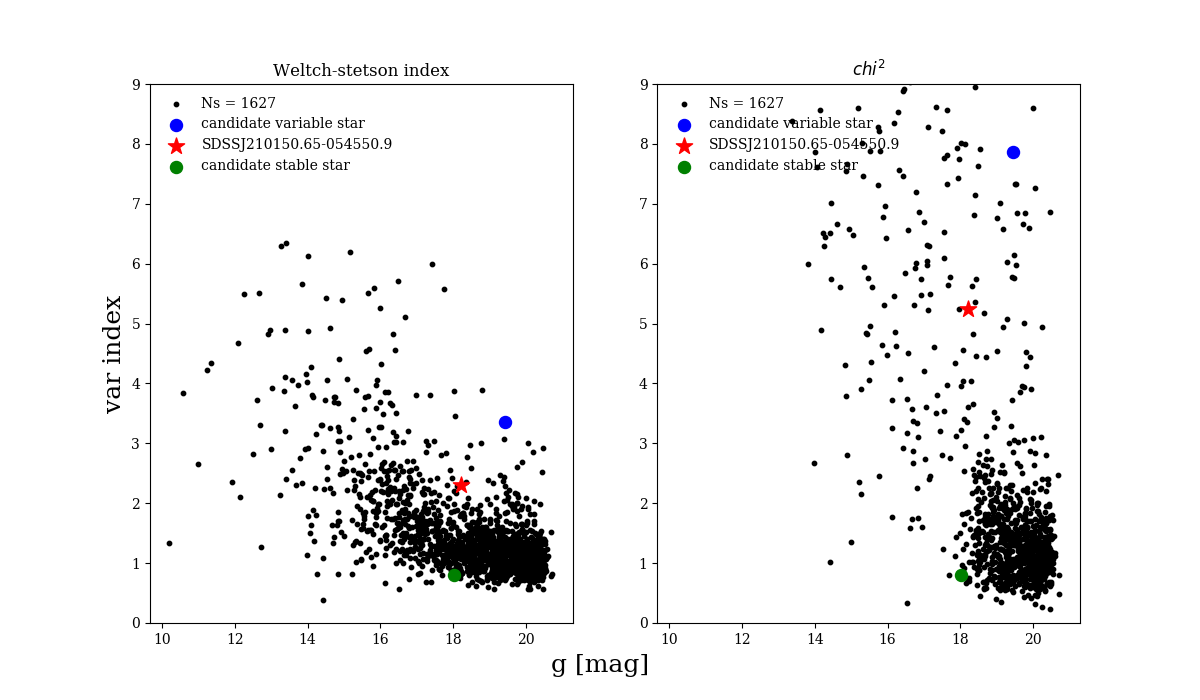 Weltch-stetson index
chi²
9
8
7
6
5
4
3
2
1
0
10 12 14 16 18 20
Ns = 1627
candidate variable star
SDSSJ210150.65-054550.9
candidate stable star
9
8
7
6
5
4
3
2
1
0
10 12 14 16 18 20
Ns = 1627
candidate variable star
SDSSJ210150.65-054550.9
candidate stable star
var index
g [mag]